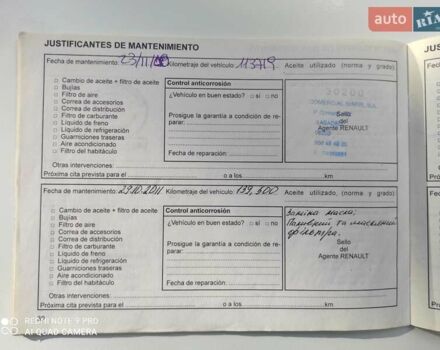 auto RIA
JUSTIFICANTES DE MANTENIMIENTO
Fecha de mantenimiento: Kilometraje del vehículo: 113719 Aceite utilizado (norma y grado):
□ Cambio de aceite + filtro de aceite
□ Bujías
□ Filtro de aire
□ Correa de accesorios
□ Correa de distribución
□ Filtro de carburante
□ Líquido de freno
□ Líquido de refrigeración
□ Guarniciones traseras
□ Aire acondicionado
□ Filtro del habitáculo
Control anticorrosión
¿Vehículo en buen estado? □ sí □ no
Prosigue la garantía a condición de re-
parar:
Fecha de reparación:
Sello
del
Agente RENAULT
Otras intervenciones:
Próxima cita prevista para el o a los km
Fecha de mantenimiento: 29.10.2011 Kilometraje del vehículo: 139,500 Aceite utilizado (norma y grado):
□ Cambio de aceite + filtro de aceite
□ Bujías
□ Filtro de aire
□ Correa de accesorios
□ Correa de distribución
□ Filtro de carburante
□ Líquido de freno
□ Líquido de refrigeración
□ Guarniciones traseras
□ Aire acondicionado
□ Filtro del habitáculo
Control anticorrosión
¿Vehículo en buen estado? □ sí □ no
Prosigue la garantía a condición de re-
parar:
Fecha de reparación:
Заміна масла;
Паливний та масляний
фільтра.
Sello
del
Agente RENAULT
Otras intervenciones:
Próxima cita prevista para el o a los km
REDMI NOTE 9 PRO
AI QUAD CAMERA